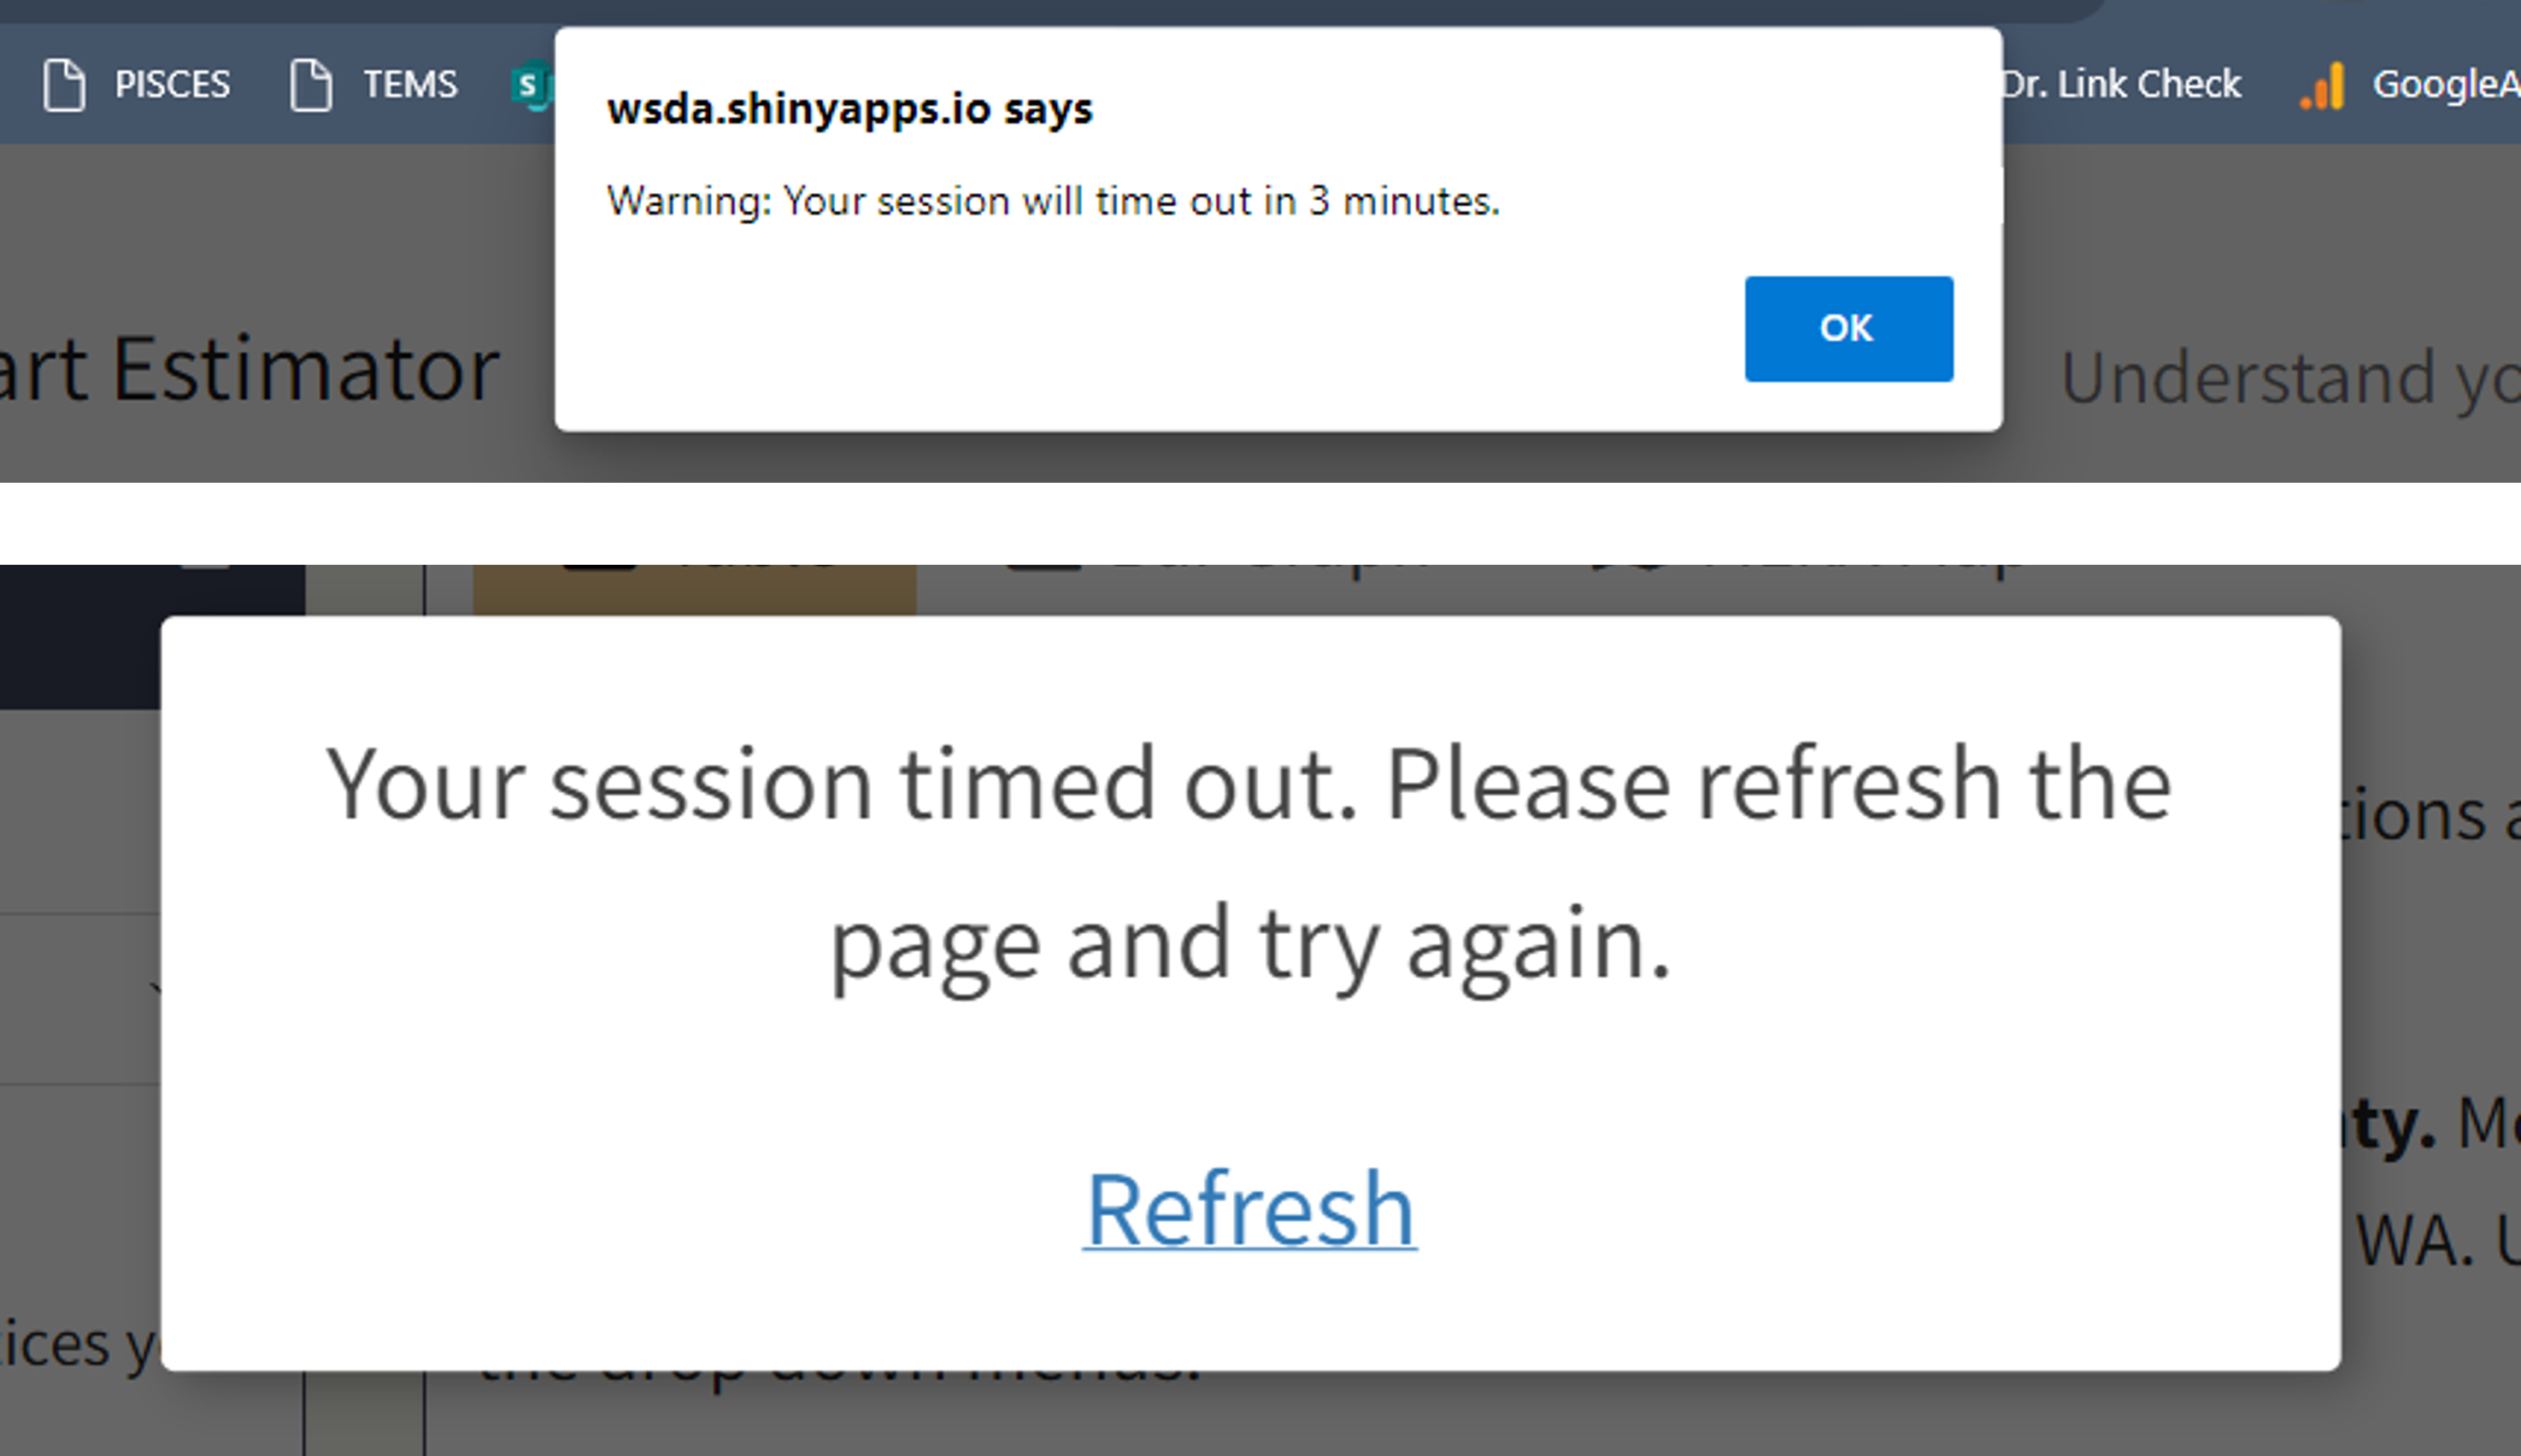 PISCES TEMS Dr. Link Check GoogleA
wsda.shinyapps.io says
Warning: Your session will time out in 3 minutes.
OK
art Estimator
Understand yo
Your session timed out. Please refresh the
page and try again.
Refresh
tions a
ty. Mo
WA. U
ices yo
the drop down menus.